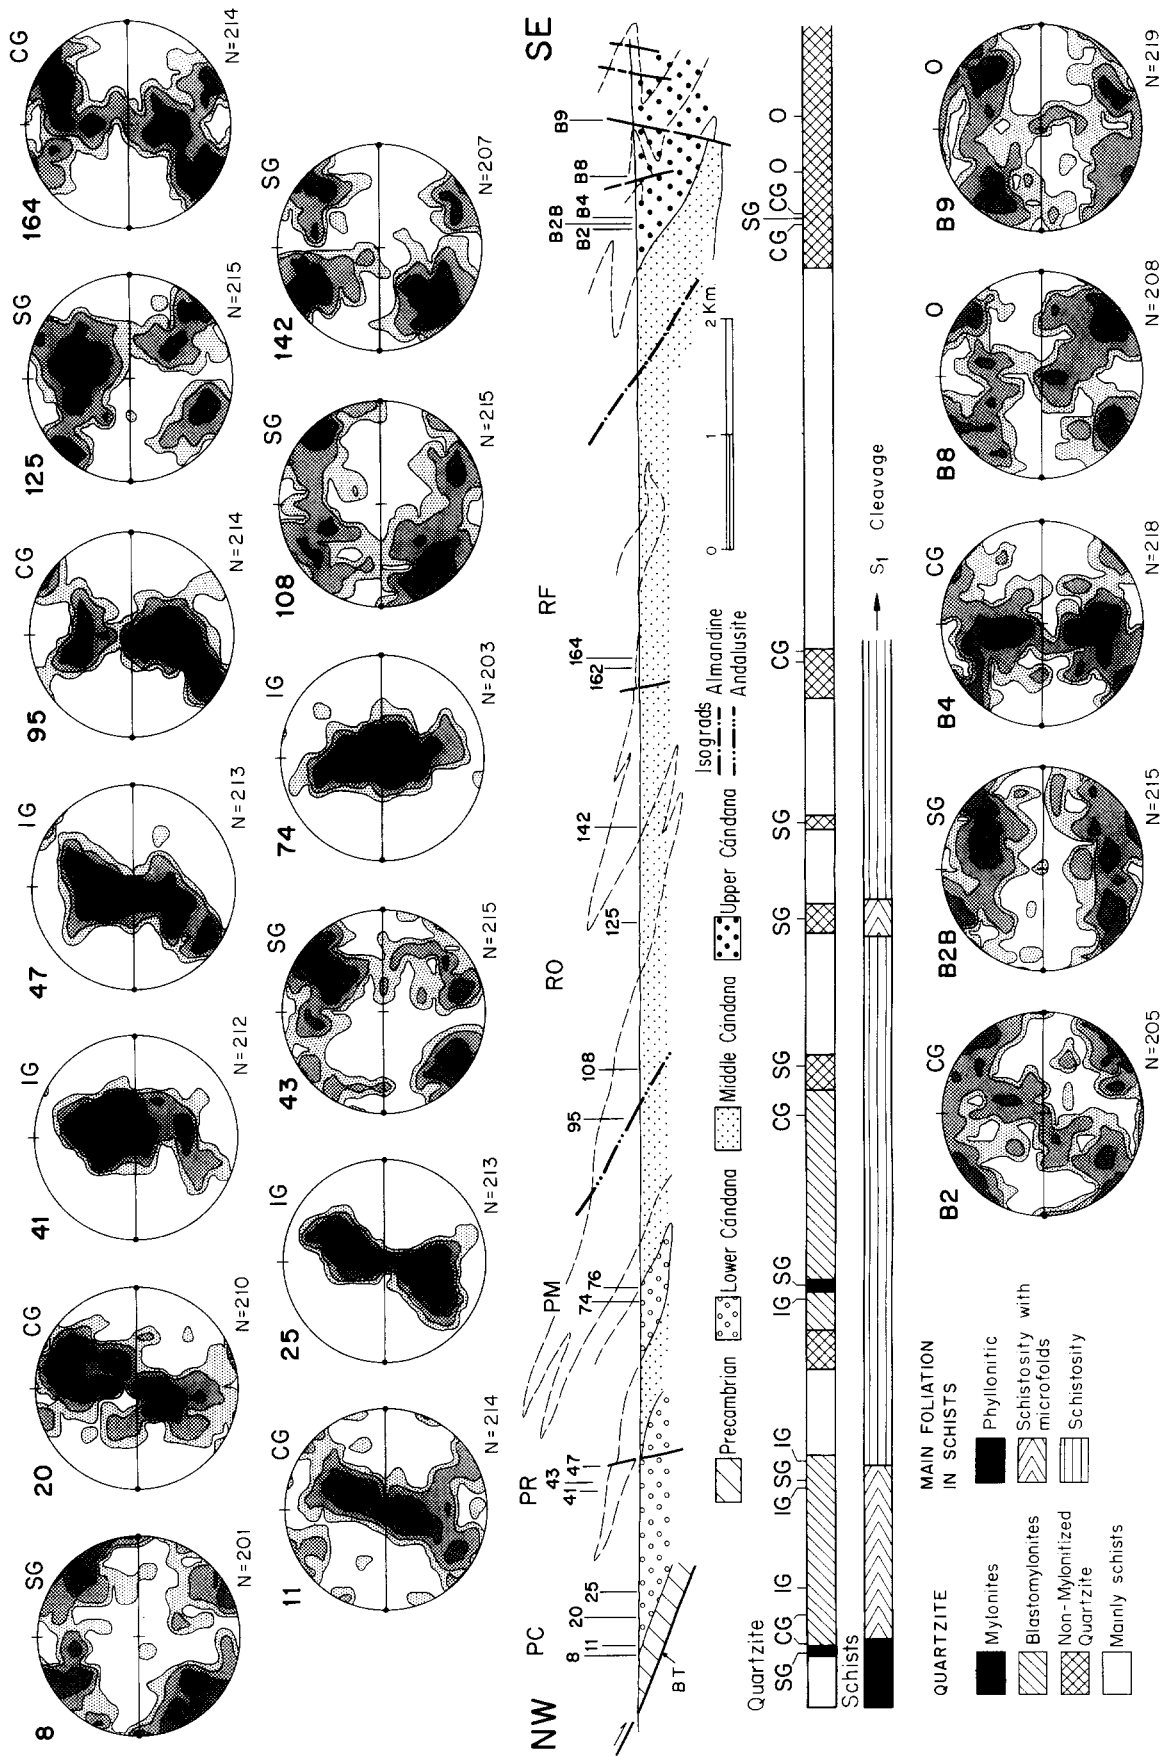 8 SG N=201
20 CG N=210
41 IG N=212
47 IG N=213
95 CG N=214
125 SG N=215
164 CG N=214
11 CG N=214
25 IG N=213
43 SG N=215
74 IG N=203
108 SG N=215
142 SG N=207
NW SE
PC PR PM RO RF
8 11 20 25 41 43 47 74 76 95 108 125 142 162 164 B2 B2B B4 B8 B9
BT
Precambrian Lower Cándana Middle Cándana Upper Cándana
Isograds Almandine
Andalusite
0 1 2 Km
Quartzite
SG CG IG IG SG IG IG SG CG SG SG SG CG CG SG CG O O
Schists
S1 Cleavage
QUARTZITE
Mylonites
Blastomylonites
Non-Mylonitized
Quartzite
Mainly schists
MAIN FOLIATION
IN SCHISTS
Phyllonitic
Schistosity with
microfolds
Schistosity
B2 CG N=205
B2B SG N=215
B4 CG N=218
B8 O N=208
B9 O N=219